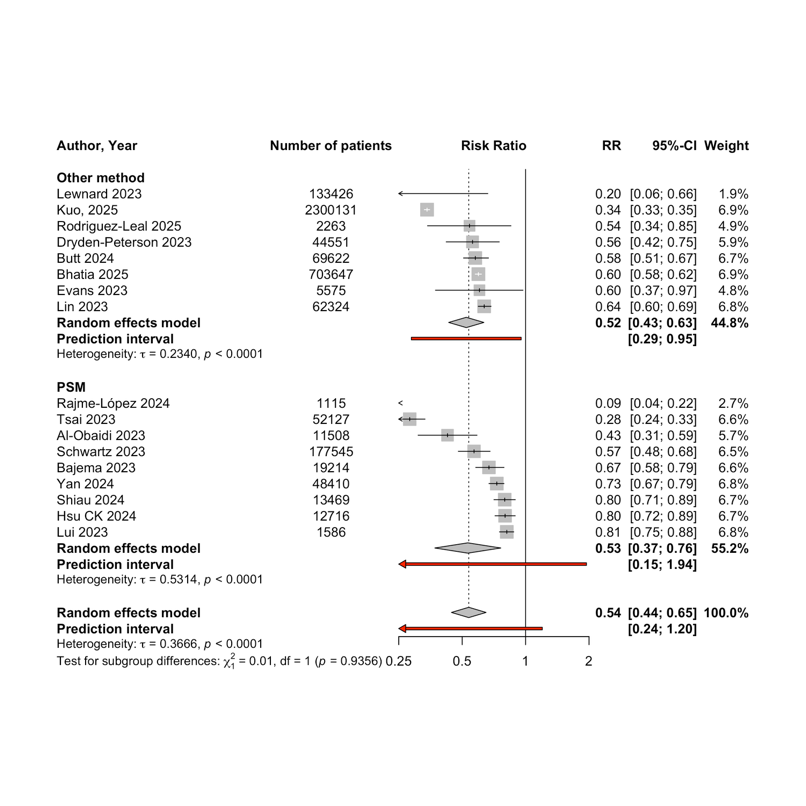 Author, Year Number of patients Risk Ratio RR 95%-CI Weight
Other method
Lewnard 2023 133426 0.20 [0.06; 0.66] 1.9%
Kuo, 2025 2300131 0.34 [0.33; 0.35] 6.9%
Rodriguez-Leal 2025 2263 0.54 [0.34; 0.85] 4.9%
Dryden-Peterson 2023 44551 0.56 [0.42; 0.75] 5.9%
Butt 2024 69622 0.58 [0.51; 0.67] 6.7%
Bhatia 2025 703647 0.60 [0.58; 0.62] 6.9%
Evans 2023 5575 0.60 [0.37; 0.97] 4.8%
Lin 2023 62324 0.64 [0.60; 0.69] 6.8%
Random effects model 0.52 [0.43; 0.63] 44.8%
Prediction interval [0.29; 0.95]
Heterogeneity: τ = 0.2340, p < 0.0001
PSM
Rajme-López 2024 1115 0.09 [0.04; 0.22] 2.7%
Tsai 2023 52127 0.28 [0.24; 0.33] 6.6%
Al-Obaidi 2023 11508 0.43 [0.31; 0.59] 5.7%
Schwartz 2023 177545 0.57 [0.48; 0.68] 6.5%
Bajema 2023 19214 0.67 [0.58; 0.79] 6.6%
Yan 2024 48410 0.73 [0.67; 0.79] 6.8%
Shiau 2024 13469 0.80 [0.71; 0.89] 6.7%
Hsu CK 2024 12716 0.80 [0.72; 0.89] 6.7%
Lui 2023 1586 0.81 [0.75; 0.88] 6.8%
Random effects model 0.53 [0.37; 0.76] 55.2%
Prediction interval [0.15; 1.94]
Heterogeneity: τ = 0.5314, p < 0.0001
Random effects model 0.54 [0.44; 0.65] 100.0%
Prediction interval [0.24; 1.20]
Heterogeneity: τ = 0.3666, p < 0.0001
Test for subgroup differences: χ²₁ = 0.01, df = 1 (p = 0.9356) 0.25 0.5 1 2